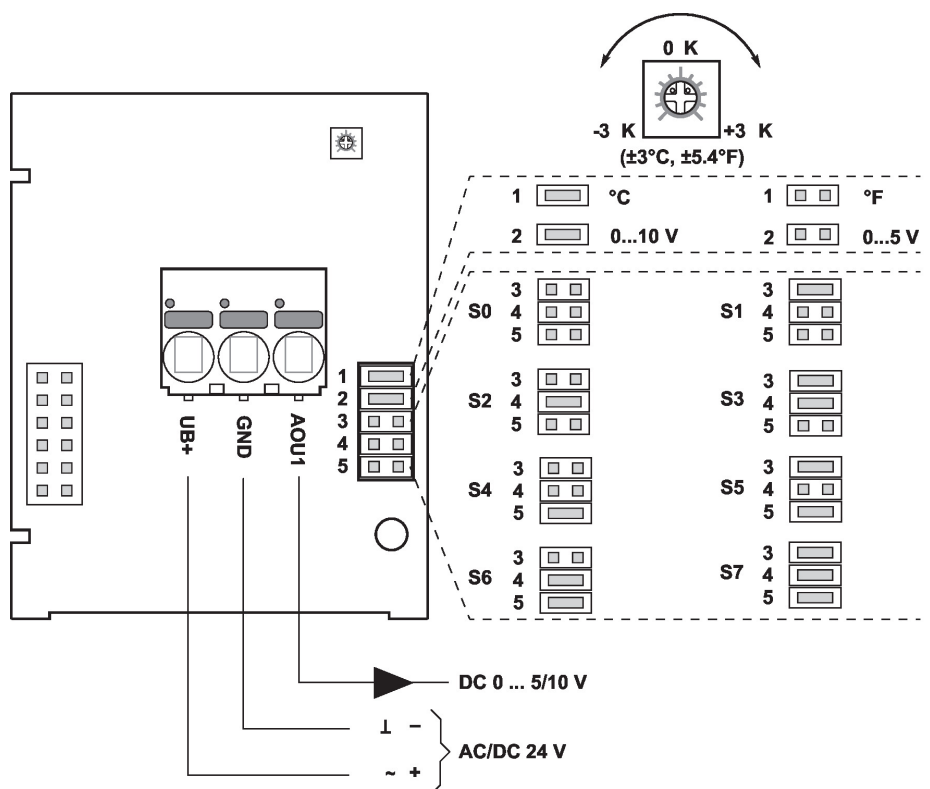 0 K
-3 K +3 K
(±3°C, ±5.4°F)
1 °C 1 °F
2 0...10 V 2 0...5 V
S0 3 4 5
S1 3 4 5
S2 3 4 5
S3 3 4 5
S4 3 4 5
S5 3 4 5
S6 3 4 5
S7 3 4 5
1
2
3
4
5
UB+
GND
AOU1
DC 0 ... 5/10 V
⊥ −
AC/DC 24 V
~ +